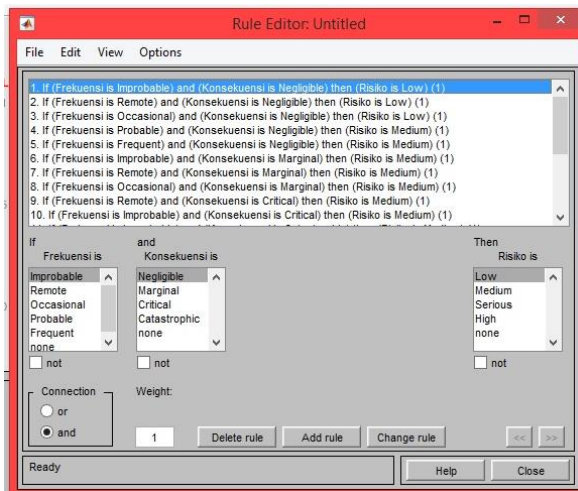 Rule Editor: Untitled
File Edit View Options
1. If (Frekuensi is Improbable) and (Konsekuensi is Negligible) then (Risiko is Low) (1)
2. If (Frekuensi is Remote) and (Konsekuensi is Negligible) then (Risiko is Low) (1)
3. If (Frekuensi is Occasional) and (Konsekuensi is Negligible) then (Risiko is Low) (1)
4. If (Frekuensi is Probable) and (Konsekuensi is Negligible) then (Risiko is Medium) (1)
5. If (Frekuensi is Frequent) and (Konsekuensi is Negligible) then (Risiko is Medium) (1)
6. If (Frekuensi is Improbable) and (Konsekuensi is Marginal) then (Risiko is Medium) (1)
7. If (Frekuensi is Remote) and (Konsekuensi is Marginal) then (Risiko is Medium) (1)
8. If (Frekuensi is Occasional) and (Konsekuensi is Marginal) then (Risiko is Medium) (1)
9. If (Frekuensi is Remote) and (Konsekuensi is Critical) then (Risiko is Medium) (1)
10. If (Frekuensi is Improbable) and (Konsekuensi is Critical) then (Risiko is Medium) (1)
If and Then
Frekuensi is Konsekuensi is Risiko is
Improbable Negligible Low
Remote Marginal Medium
Occasional Critical Serious
Probable Catastrophic High
Frequent none none
none
not not not
Connection Weight:
or
and 1 Delete rule Add rule Change rule << >>
Ready Help Close